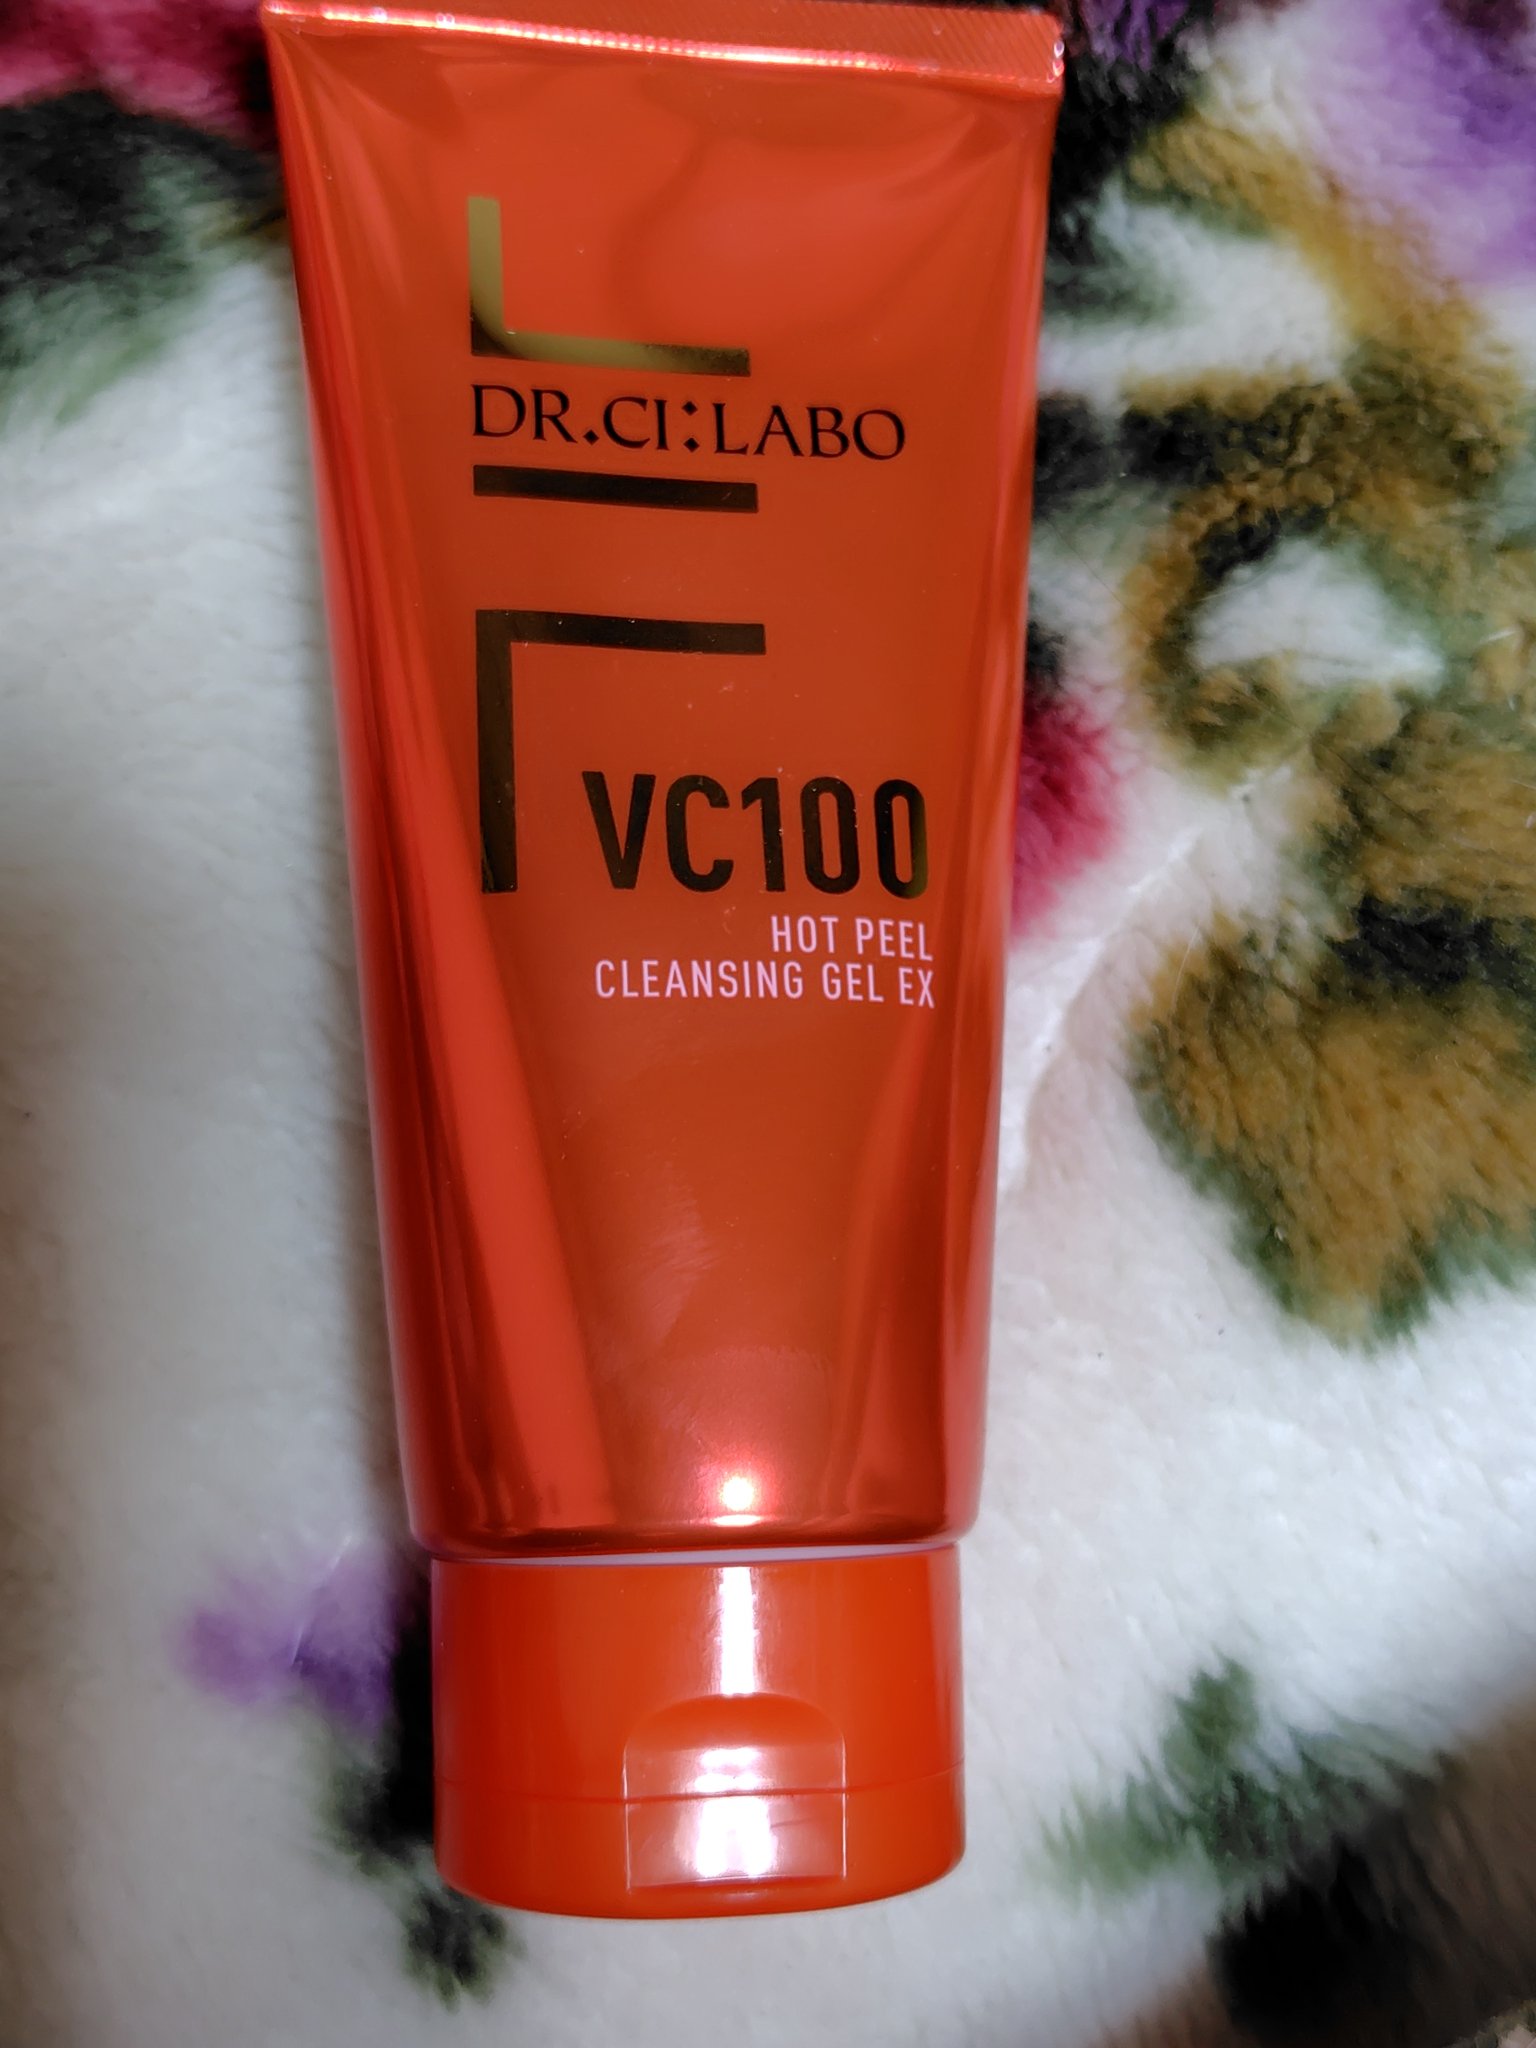 DR.CI:LABO
VC100
HOT PEEL
CLEANSING GEL EX